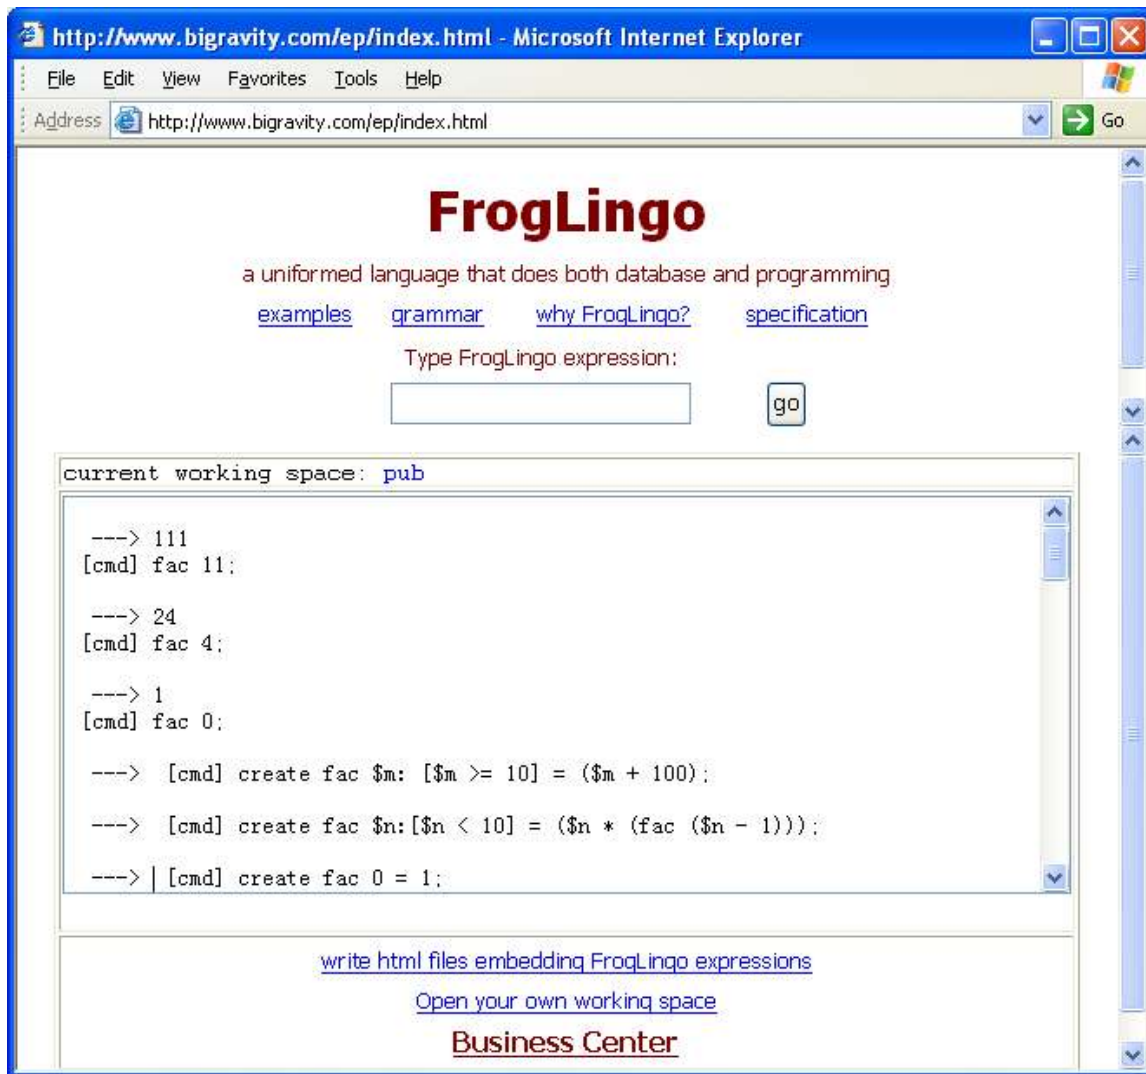 http://www.bigravity.com/ep/index.html - Microsoft Internet Explorer
File Edit View Favorites Tools Help
Address http://www.bigravity.com/ep/index.html Go
FrogLingo
a uniformed language that does both database and programming
examples grammar why FrogLingo? specification
Type FrogLingo expression:
go
current working space: pub
---> 111
[cmd] fac 11;
---> 24
[cmd] fac 4;
---> 1
[cmd] fac 0;
---> [cmd] create fac $m: [$m >= 10] = ($m + 100);
---> [cmd] create fac $n:[$n < 10] = ($n * (fac ($n - 1)));
---> [cmd] create fac 0 = 1;
write html files embedding FrogLingo expressions
Open your own working space
Business Center